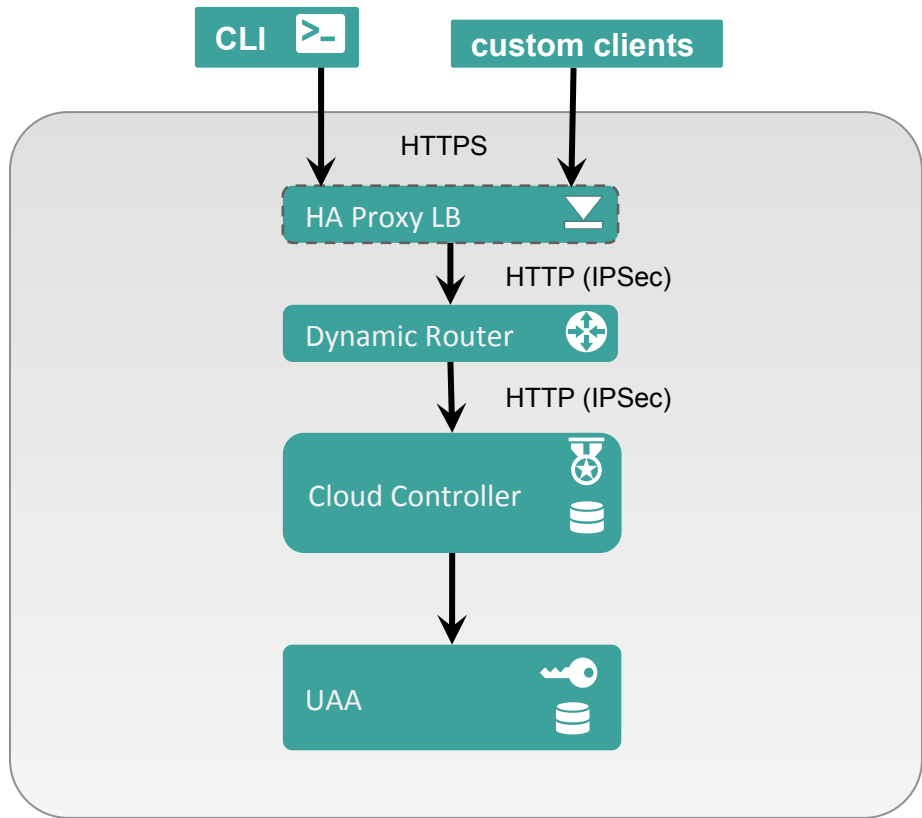 CLI >_
custom clients
HTTPS
HA Proxy LB
HTTP (IPSec)
Dynamic Router
HTTP (IPSec)
Cloud Controller
UAA